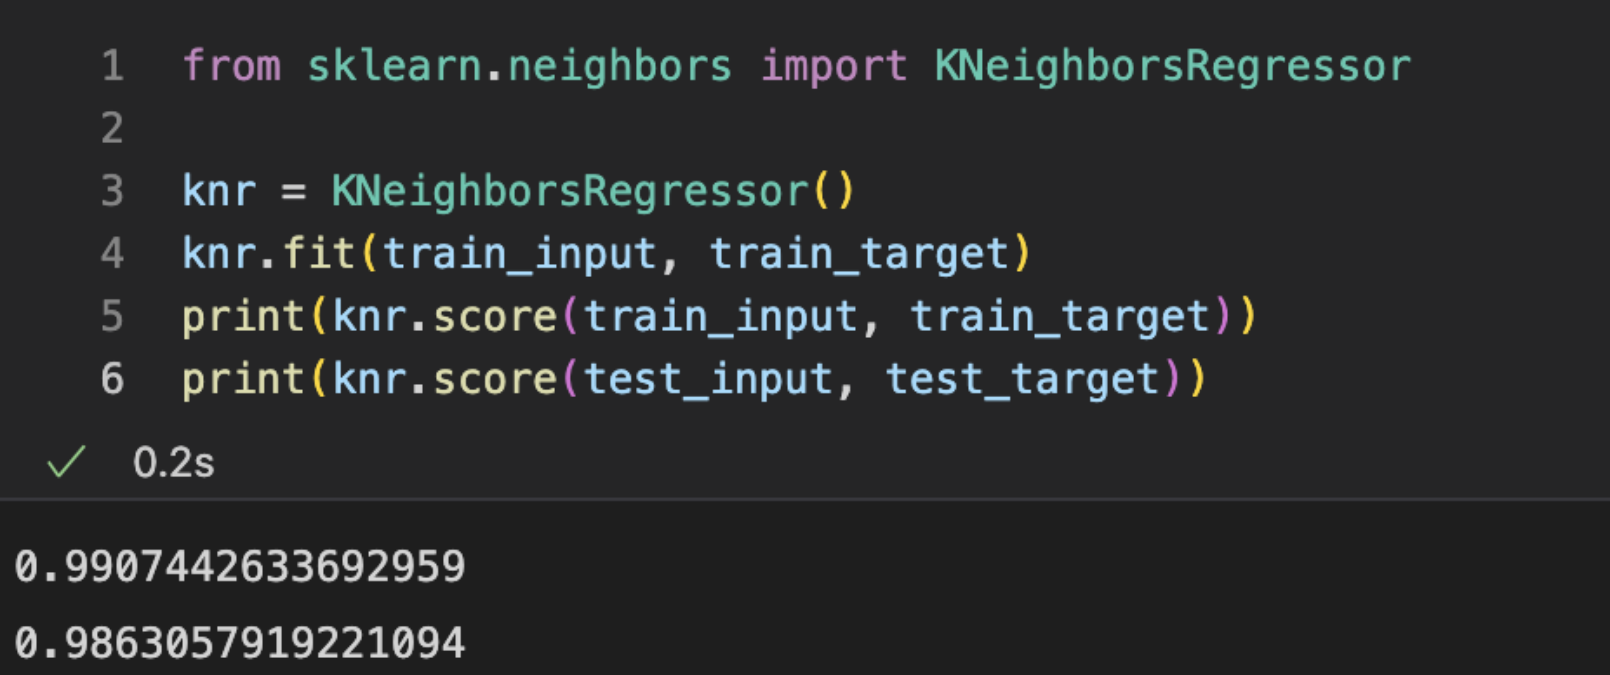 1 from sklearn.neighbors import KNeighborsRegressor
2
3 knr = KNeighborsRegressor()
4 knr.fit(train_input, train_target)
5 print(knr.score(train_input, train_target))
6 print(knr.score(test_input, test_target))
✓ 0.2s
0.9907442633692959
0.9863057919221094